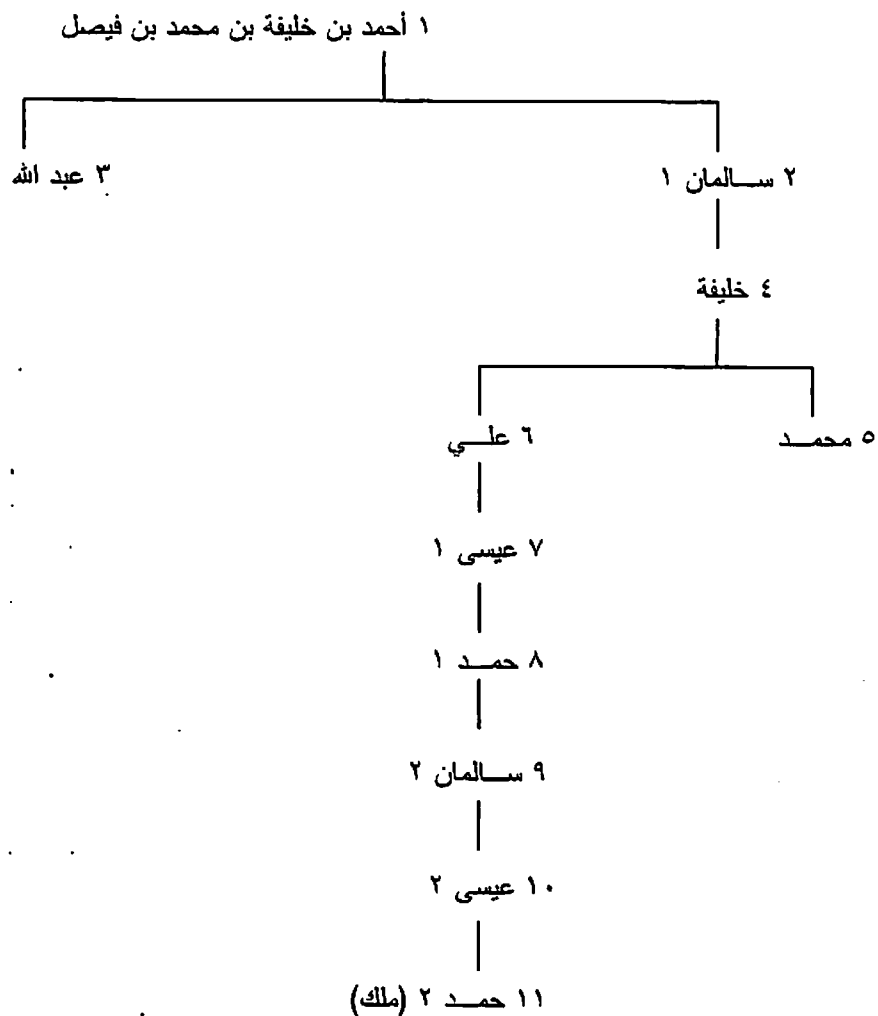 ١ أحمد بن خليفة بن محمد بن فيصل
٢ سالمان ١
٣ عبد الله
٤ خليفة
٥ محمد
٦ علي
٧ عيسى ١
٨ حمد ١
٩ سالمان ٢
١٠ عيسى ٢
١١ حمد ٢ (ملك)